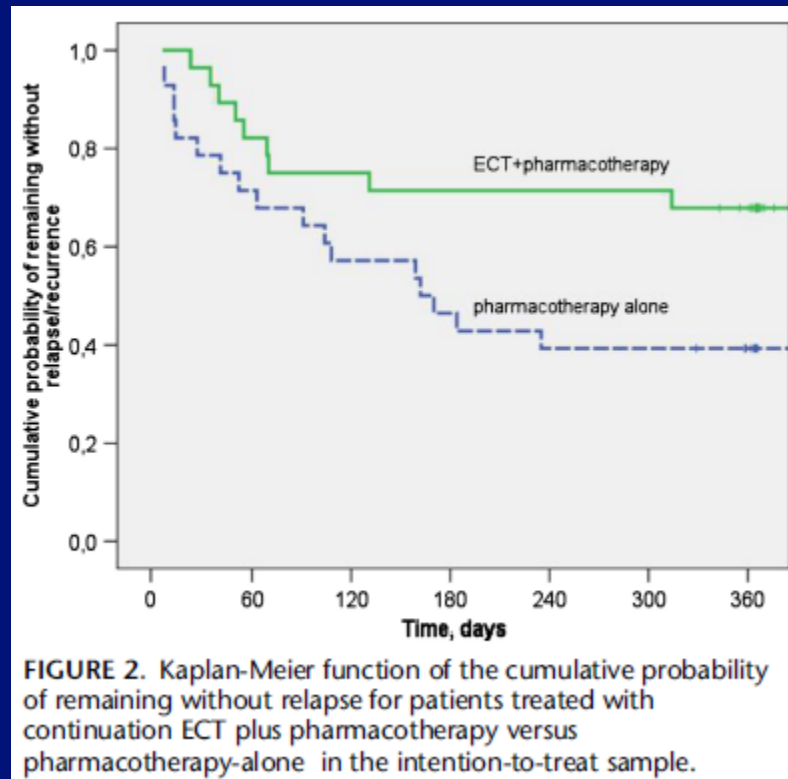 Cumulative probability of remaining without
relapse/recurrence
1,0
0,8
0,6
0,4
0,2
0,0
ECT+pharmacotherapy
pharmacotherapy alone
0 60 120 180 240 300 360
Time, days
FIGURE 2. Kaplan-Meier function of the cumulative probability
of remaining without relapse for patients treated with
continuation ECT plus pharmacotherapy versus
pharmacotherapy-alone in the intention-to-treat sample.